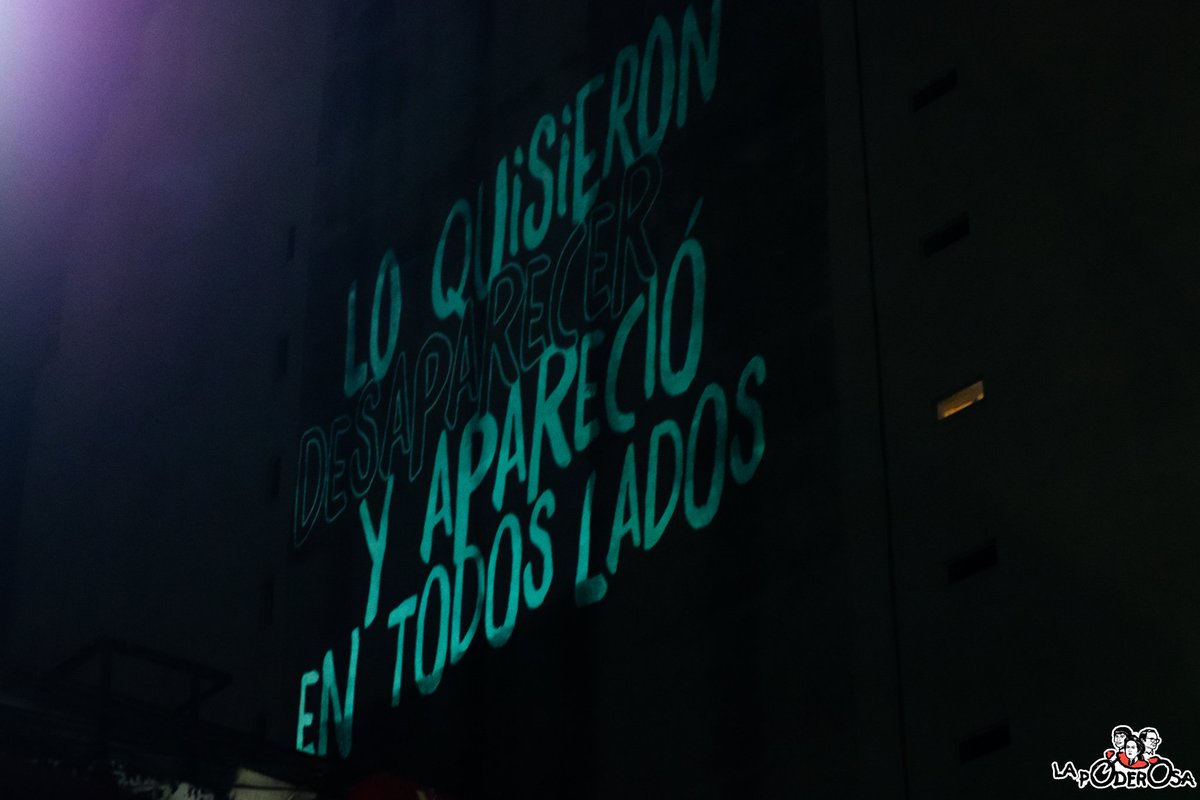 LO QUiSiERON
DESAPARECER
Y APARECIÓ
EN TODOS LADOS
LA PODEROSA